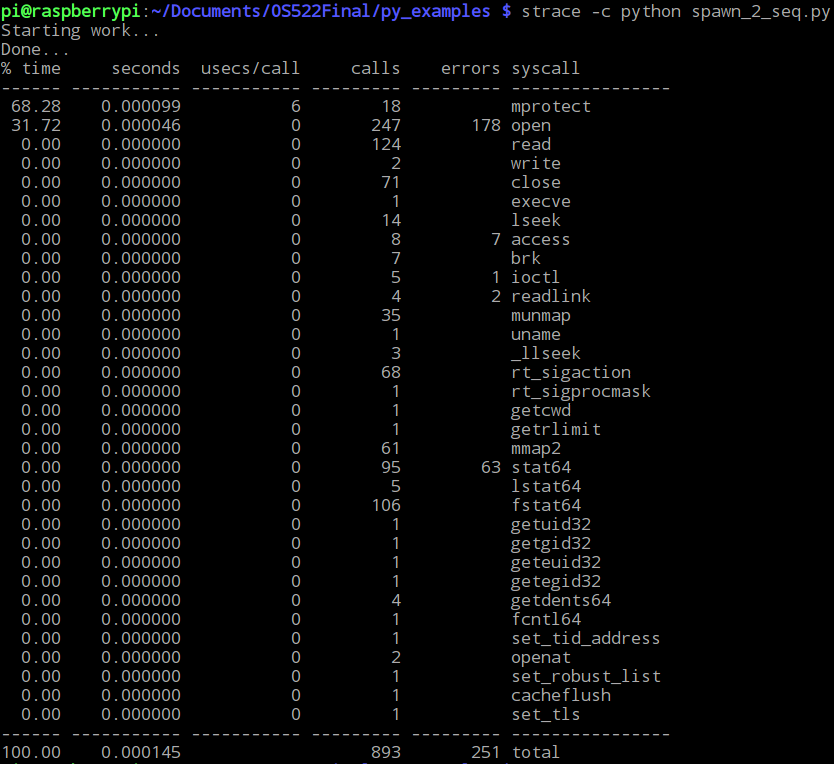 pi@raspberrypi:~/Documents/OS522Final/py_examples $ strace -c python spawn_2_seq.py
Starting work...
Done...
% time     seconds  usecs/call     calls    errors syscall
------ ----------- ----------- --------- --------- ----------------
 68.28    0.000099           6        18           mprotect
 31.72    0.000046           0       247       178 open
  0.00    0.000000           0       124           read
  0.00    0.000000           0         2           write
  0.00    0.000000           0        71           close
  0.00    0.000000           0         1           execve
  0.00    0.000000           0        14           lseek
  0.00    0.000000           0         8         7 access
  0.00    0.000000           0         7           brk
  0.00    0.000000           0         5         1 ioctl
  0.00    0.000000           0         4         2 readlink
  0.00    0.000000           0        35           munmap
  0.00    0.000000           0         1           uname
  0.00    0.000000           0         3           _llseek
  0.00    0.000000           0        68           rt_sigaction
  0.00    0.000000           0         1           rt_sigprocmask
  0.00    0.000000           0         1           getcwd
  0.00    0.000000           0         1           getrlimit
  0.00    0.000000           0        61           mmap2
  0.00    0.000000           0        95        63 stat64
  0.00    0.000000           0         5           lstat64
  0.00    0.000000           0       106           fstat64
  0.00    0.000000           0         1           getuid32
  0.00    0.000000           0         1           getgid32
  0.00    0.000000           0         1           geteuid32
  0.00    0.000000           0         1           getegid32
  0.00    0.000000           0         4           getdents64
  0.00    0.000000           0         1           fcntl64
  0.00    0.000000           0         1           set_tid_address
  0.00    0.000000           0         2           openat
  0.00    0.000000           0         1           set_robust_list
  0.00    0.000000           0         1           cacheflush
  0.00    0.000000           0         1           set_tls
------ ----------- ----------- --------- --------- ----------------
100.00    0.000145                   893       251 total